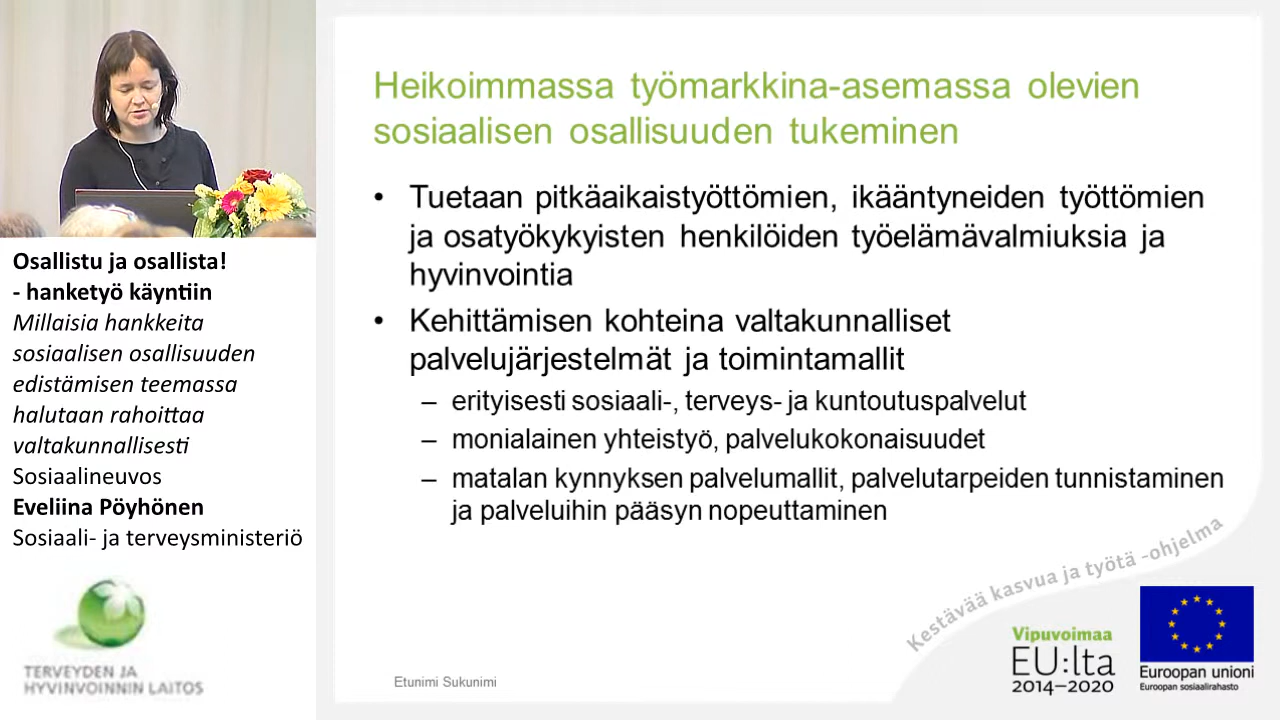 Osallistu ja osallista!
- hanketyö käyntiin
Millaisia hankkeita
sosiaalisen osallisuuden
edistämisen teemassa
halutaan rahoittaa
valtakunnallisesti
Sosiaalineuvos
Eveliina Pöyhönen
Sosiaali- ja terveysministeriö
TERVEYDEN JA
HYVINVOINNIN LAITOS
Heikoimmassa työmarkkina-asemassa olevien
sosiaalisen osallisuuden tukeminen
• Tuetaan pitkäaikaistyöttömien, ikääntyneiden työttömien
ja osatyökykyisten henkilöiden työelämävalmiuksia ja
hyvinvointia
• Kehittämisen kohteina valtakunnalliset
palvelujärjestelmät ja toimintamallit
– erityisesti sosiaali-, terveys- ja kuntoutuspalvelut
– monialainen yhteistyö, palvelukokonaisuudet
– matalan kynnyksen palvelumallit, palvelutarpeiden tunnistaminen
ja palveluihin pääsyn nopeuttaminen
Kestävää kasvua ja työtä -ohjelma
Vipuvoimaa
EU:lta
2014–2020
Euroopan unioni
Euroopan sosiaalirahasto
Etunimi Sukunimi